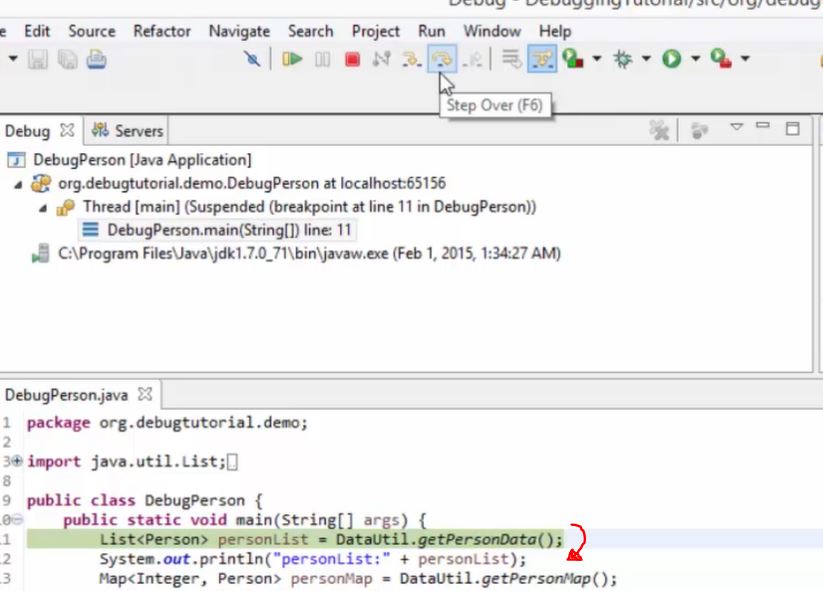 Debug - DebuggingTutorial/src/org/debug
e Edit Source Refactor Navigate Search Project Run Window Help
Step Over (F6)
Debug Servers
DebugPerson [Java Application]
org.debugtutorial.demo.DebugPerson at localhost:65156
Thread [main] (Suspended (breakpoint at line 11 in DebugPerson))
DebugPerson.main(String[]) line: 11
C:\Program Files\Java\jdk1.7.0_71\bin\javaw.exe (Feb 1, 2015, 1:34:27 AM)
DebugPerson.java
1 package org.debugtutorial.demo;
2
3 import java.util.List;
8
9 public class DebugPerson {
10 public static void main(String[] args) {
11 List<Person> personList = DataUtil.getPersonData();
12 System.out.println("personList:" + personList);
13 Map<Integer, Person> personMap = DataUtil.getPersonMap();